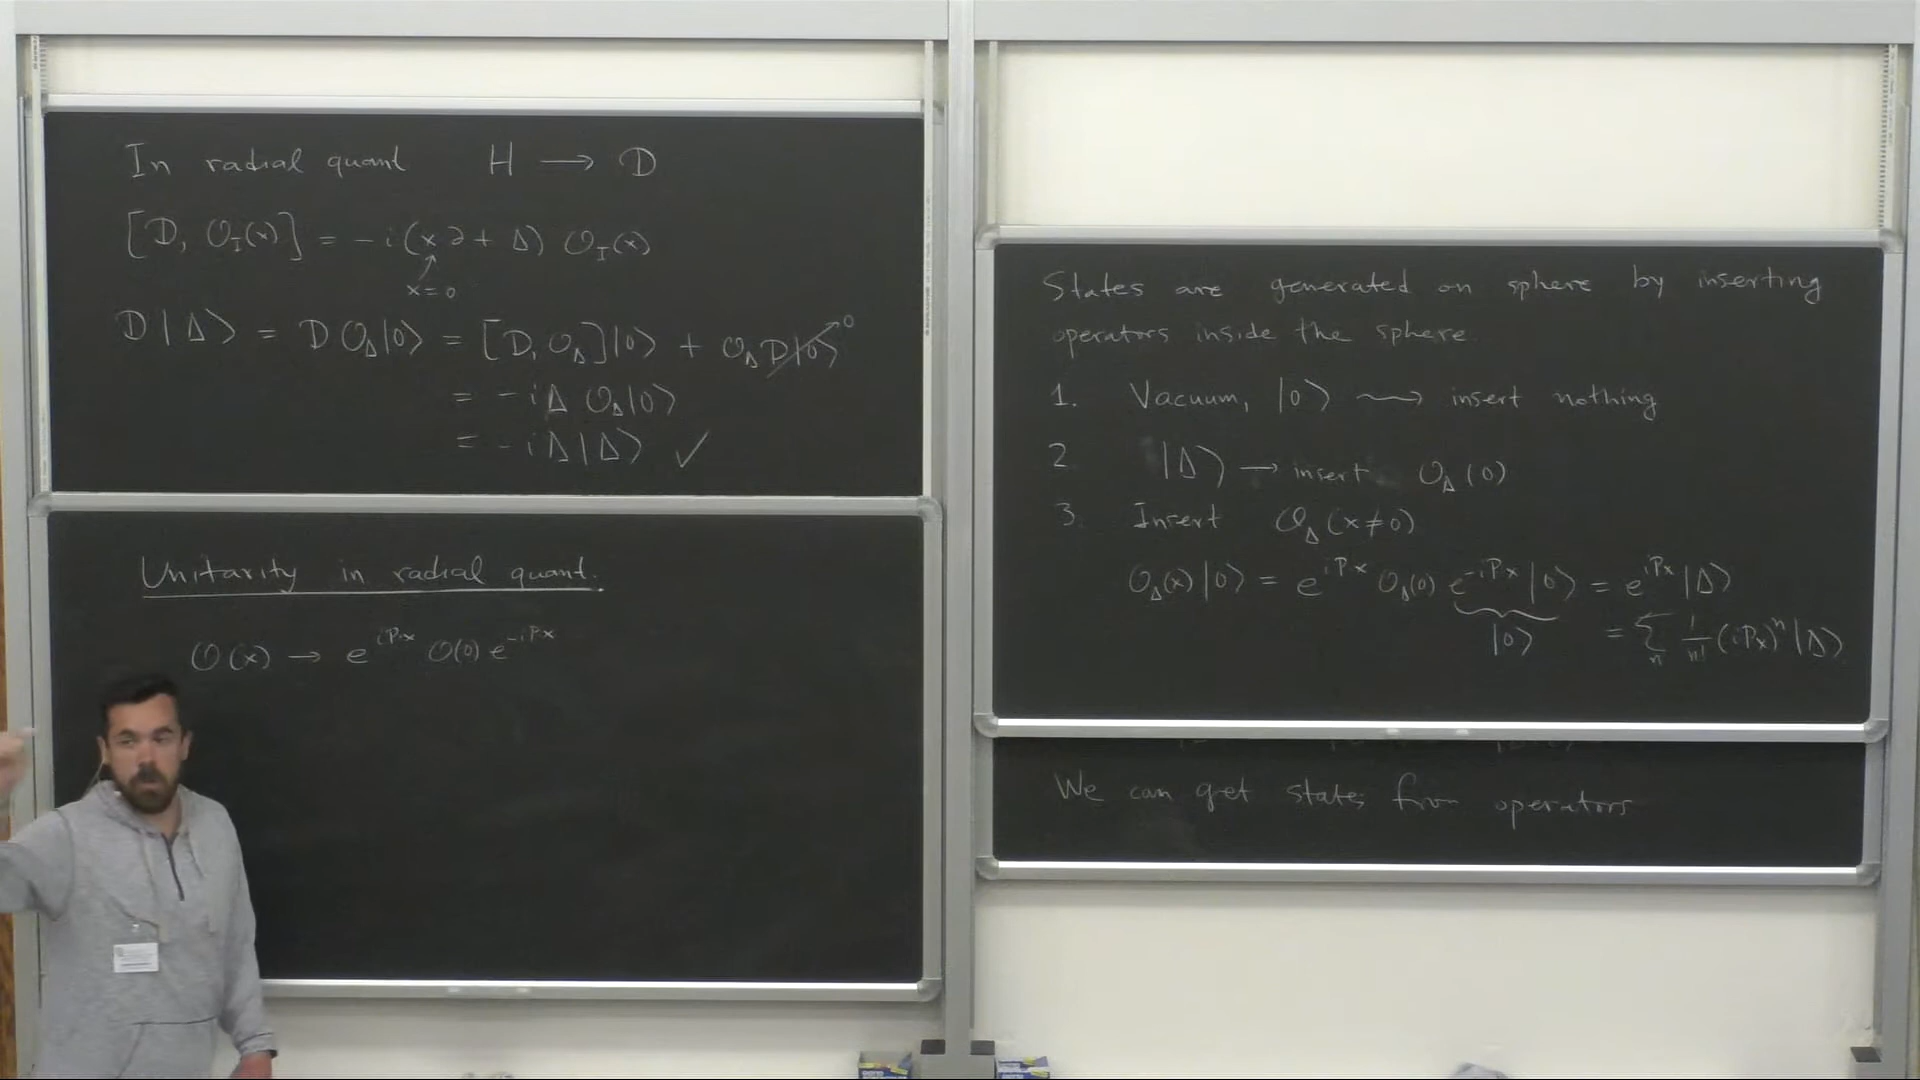 In radial quant H → D
[D, O_I(x)] = -i(x∂ + Δ) O_I(x)
x=0
D|Δ⟩ = D O_Δ|0⟩ = [D, O_Δ]|0⟩ + O_Δ D|0⟩ 0
= -iΔ O_Δ|0⟩
= -iΔ|Δ⟩ ✓
Unitarity in radial quant.
O(x) → e^{iPx} O(0) e^{-iPx}
States are generated on sphere by inserting
operators inside the sphere
1. Vacuum, |0⟩ ⟿ insert nothing
2 |Δ⟩ → insert O_Δ(0)
3. Insert O_Δ(x≠0)
O_Δ(x)|0⟩ = e^{iPx} O_Δ(0) e^{-iPx}|0⟩ = e^{iPx}|Δ⟩
|0⟩ = Σ_n 1/n! (iPx)^n |Δ⟩
We can get states from operators